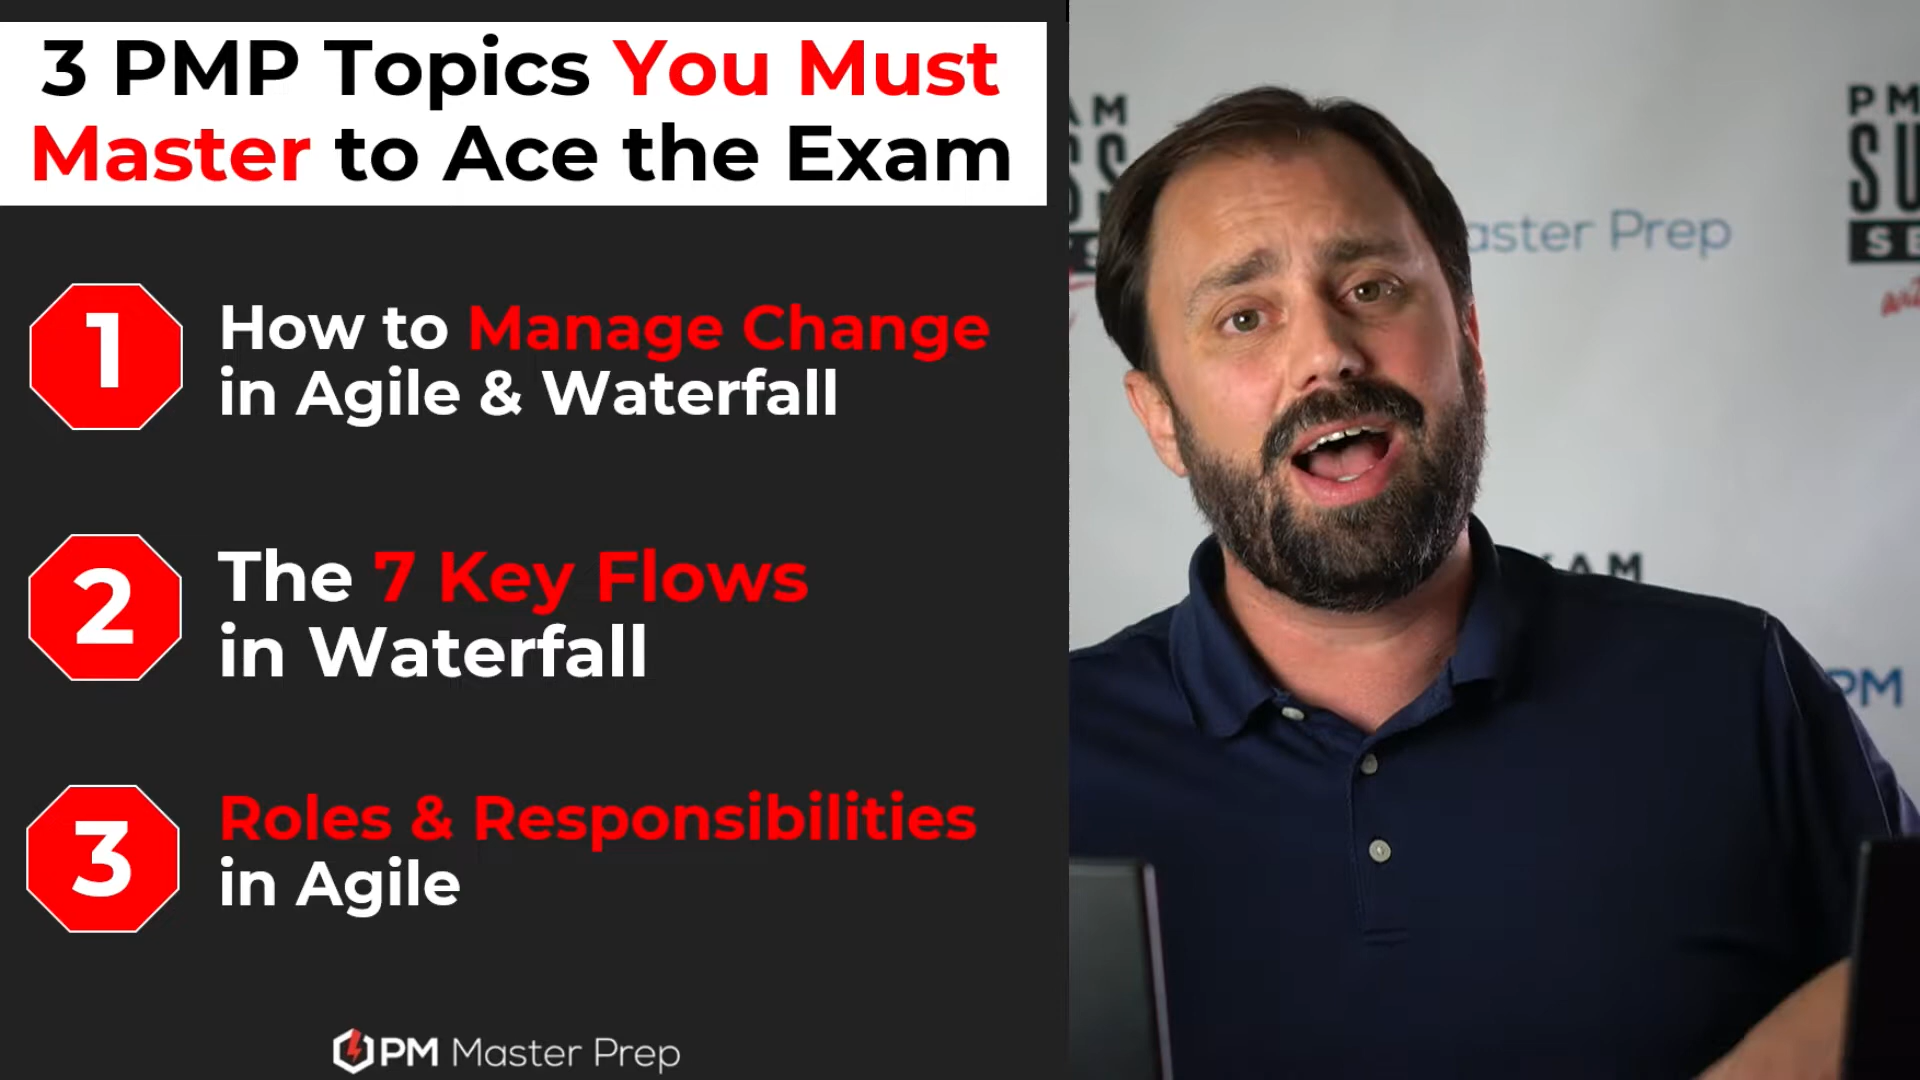 3 PMP Topics You Must
Master to Ace the Exam
1
How to Manage Change
in Agile & Waterfall
2
The 7 Key Flows
in Waterfall
3
Roles & Responsibilities
in Agile
PM Master Prep
Prep
PM